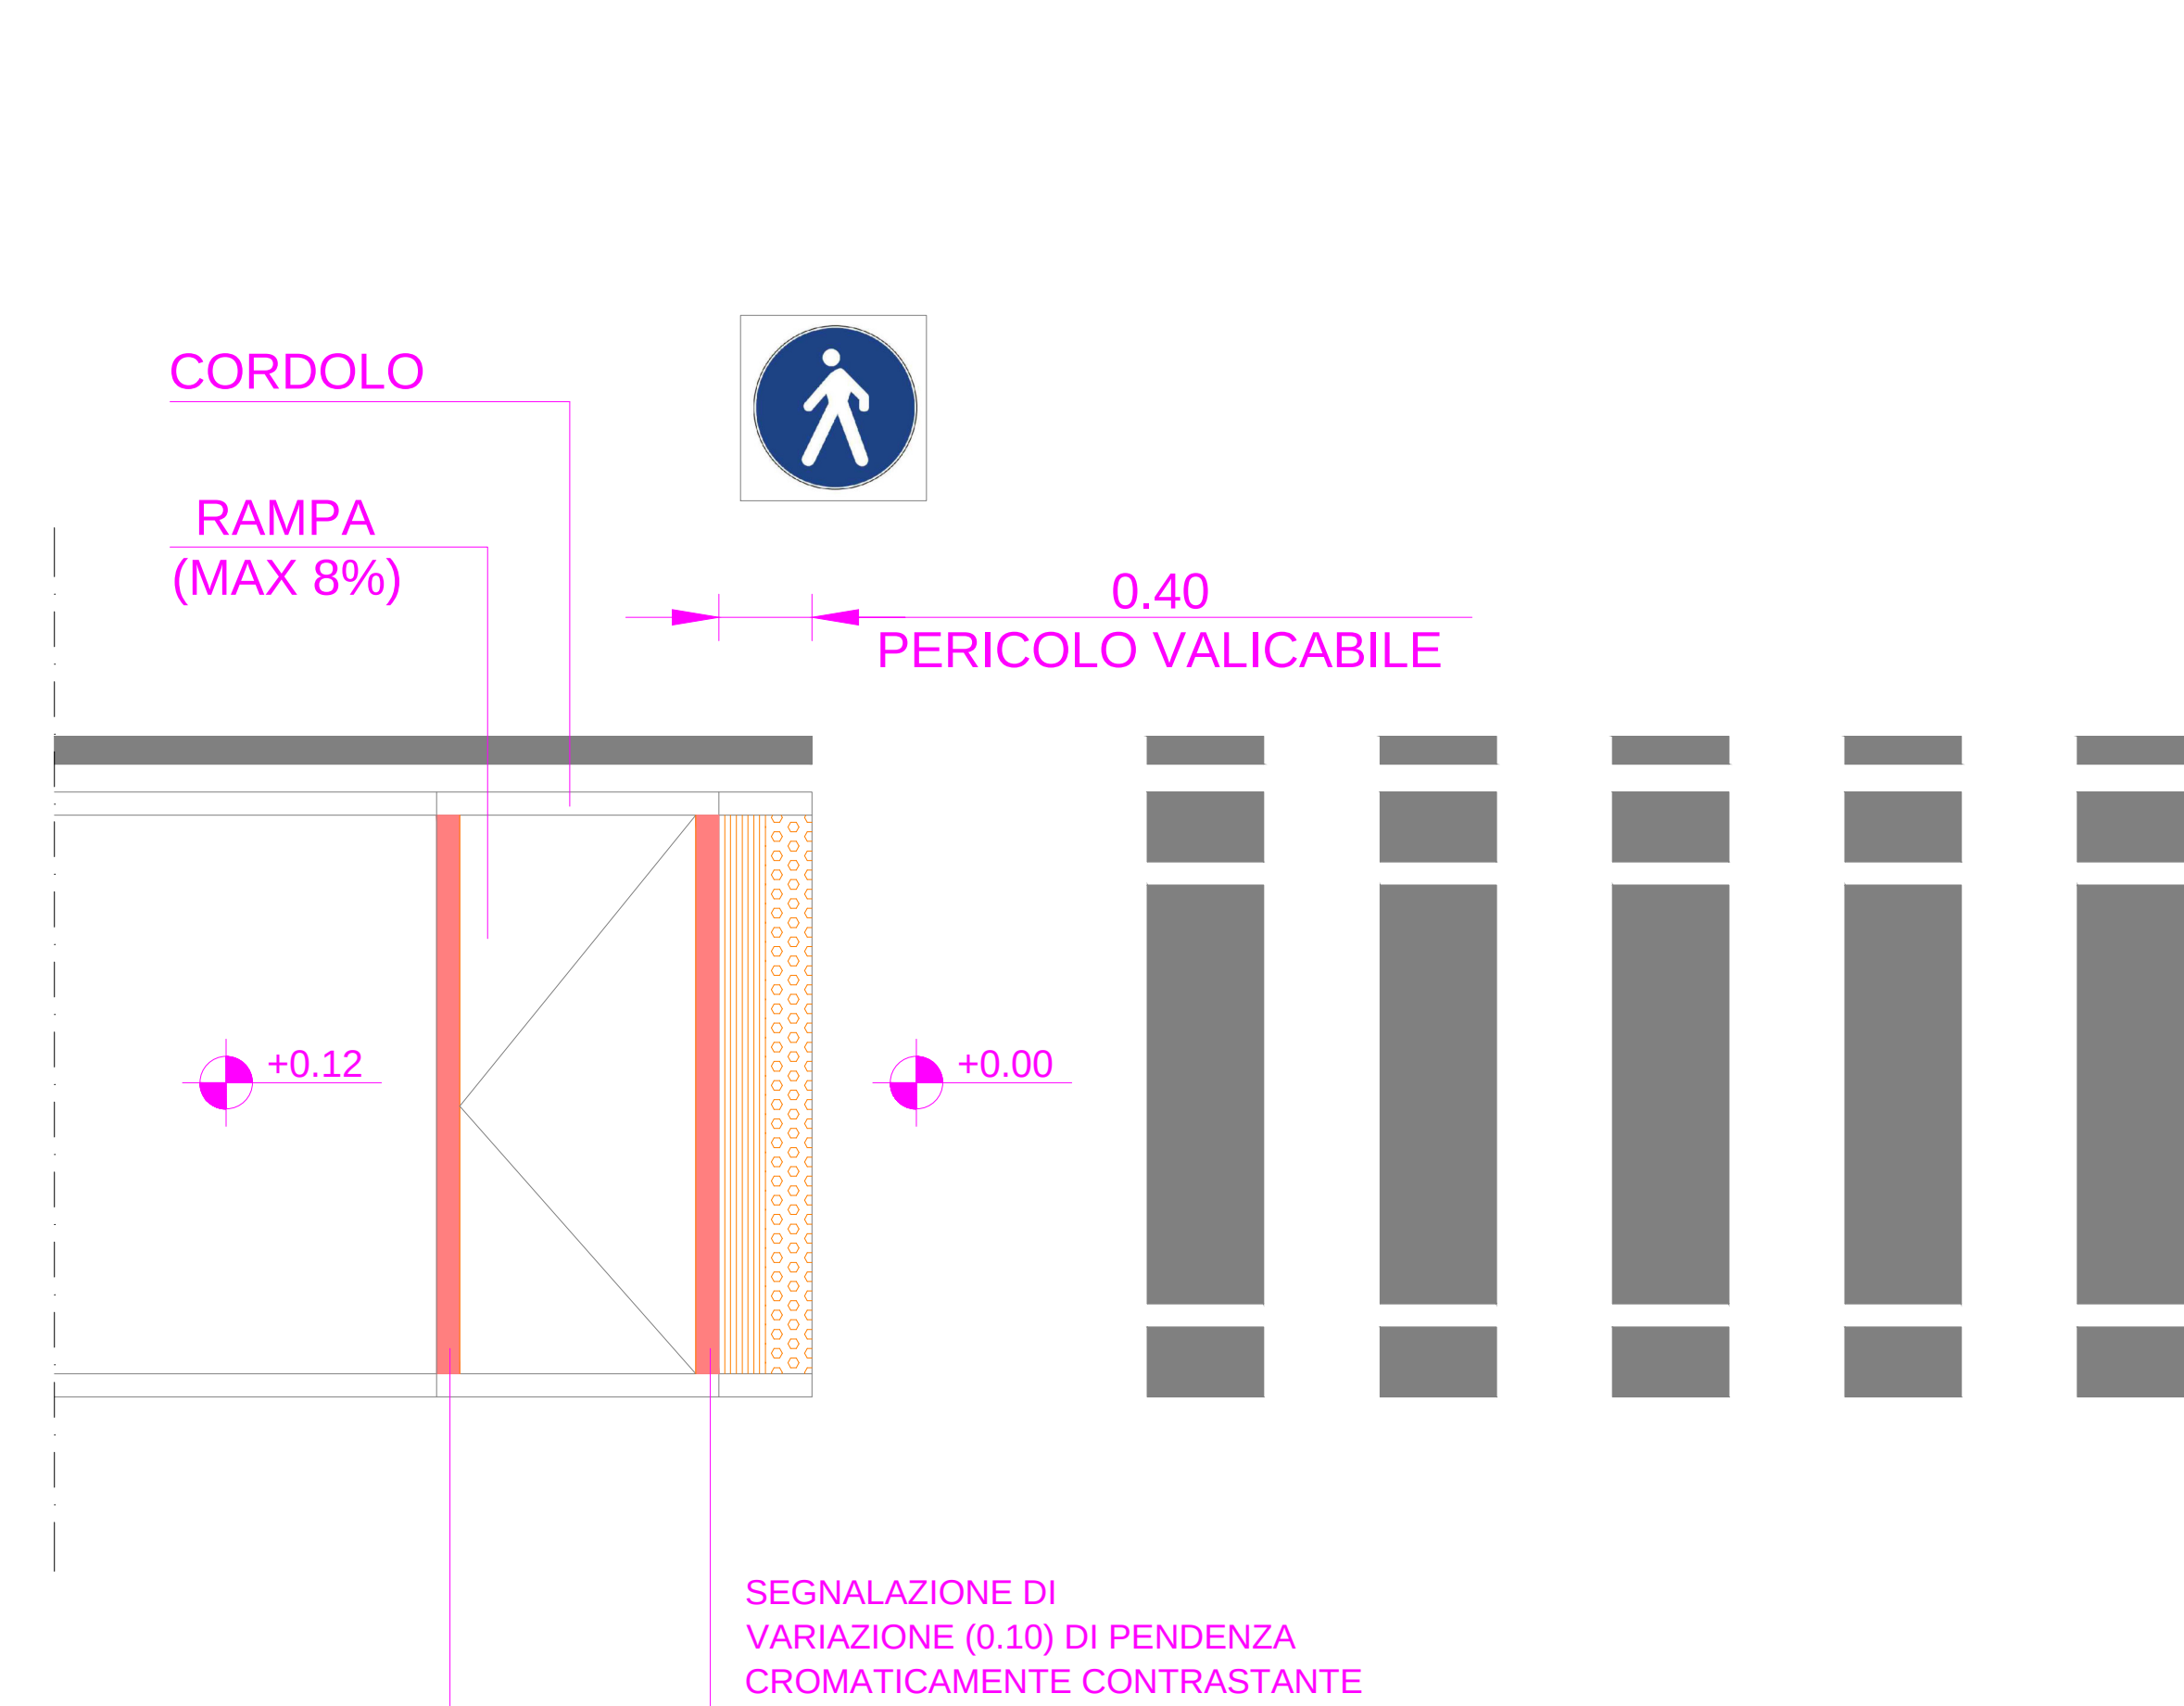 CORDOLO
RAMPA
(MAX 8%)
0.40
PERICOLO VALICABILE
+0.12
+0.00
SEGNALAZIONE DI
VARIAZIONE (0.10) DI PENDENZA
CROMATICAMENTE CONTRASTANTE